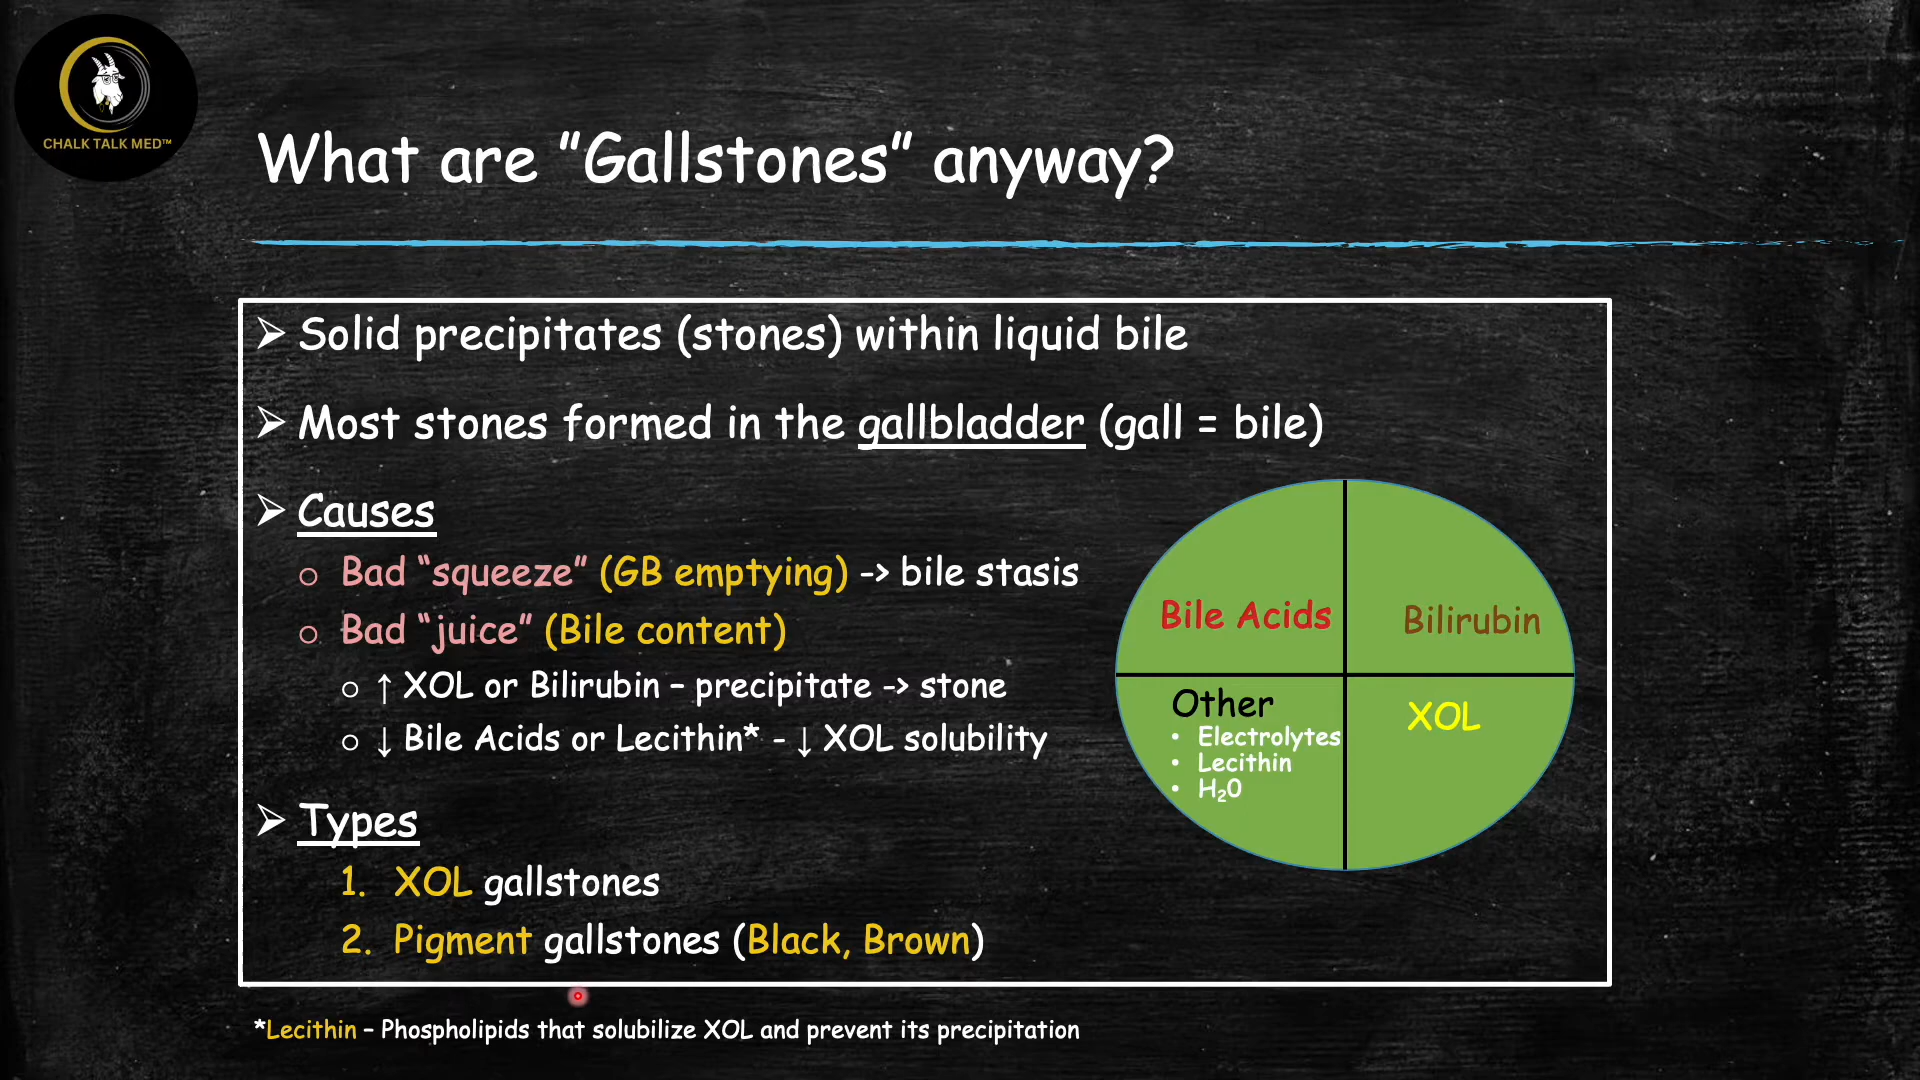 CHALK TALK MED™
What are ”Gallstones” anyway?
➢ Solid precipitates (stones) within liquid bile
➢ Most stones formed in the gallbladder (gall = bile)
➢ Causes
○ Bad “squeeze” (GB emptying) -> bile stasis
○ Bad “juice” (Bile content)
○ ↑ XOL or Bilirubin – precipitate -> stone
○ ↓ Bile Acids or Lecithin* - ↓ XOL solubility
➢ Types
1. XOL gallstones
2. Pigment gallstones (Black, Brown)
Bile Acids
Bilirubin
Other
• Electrolytes
• Lecithin
• H₂0
XOL
*Lecithin – Phospholipids that solubilize XOL and prevent its precipitation